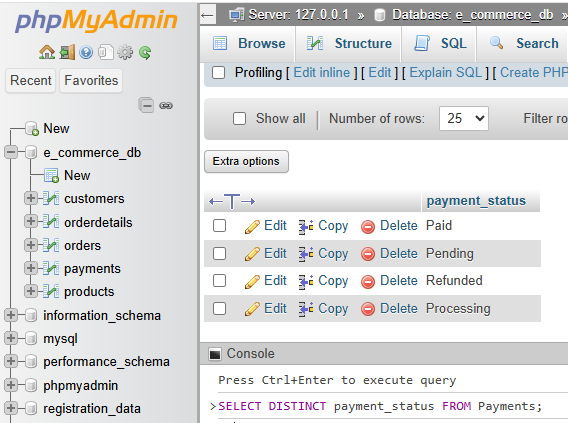 phpMyAdmin
Recent Favorites
New
e_commerce_db
New
customers
orderdetails
orders
payments
products
information_schema
mysql
performance_schema
phpmyadmin
registration_data
Server: 127.0.0.1 » Database: e_commerce_db »
Browse Structure SQL Search
Profiling [ Edit inline ] [ Edit ] [ Explain SQL ] [ Create PHP
Show all Number of rows: 25 Filter ro
Extra options
←T→ payment_status
Edit Copy Delete Paid
Edit Copy Delete Pending
Edit Copy Delete Refunded
Edit Copy Delete Processing
Console
Press Ctrl+Enter to execute query
>SELECT DISTINCT payment_status FROM Payments;